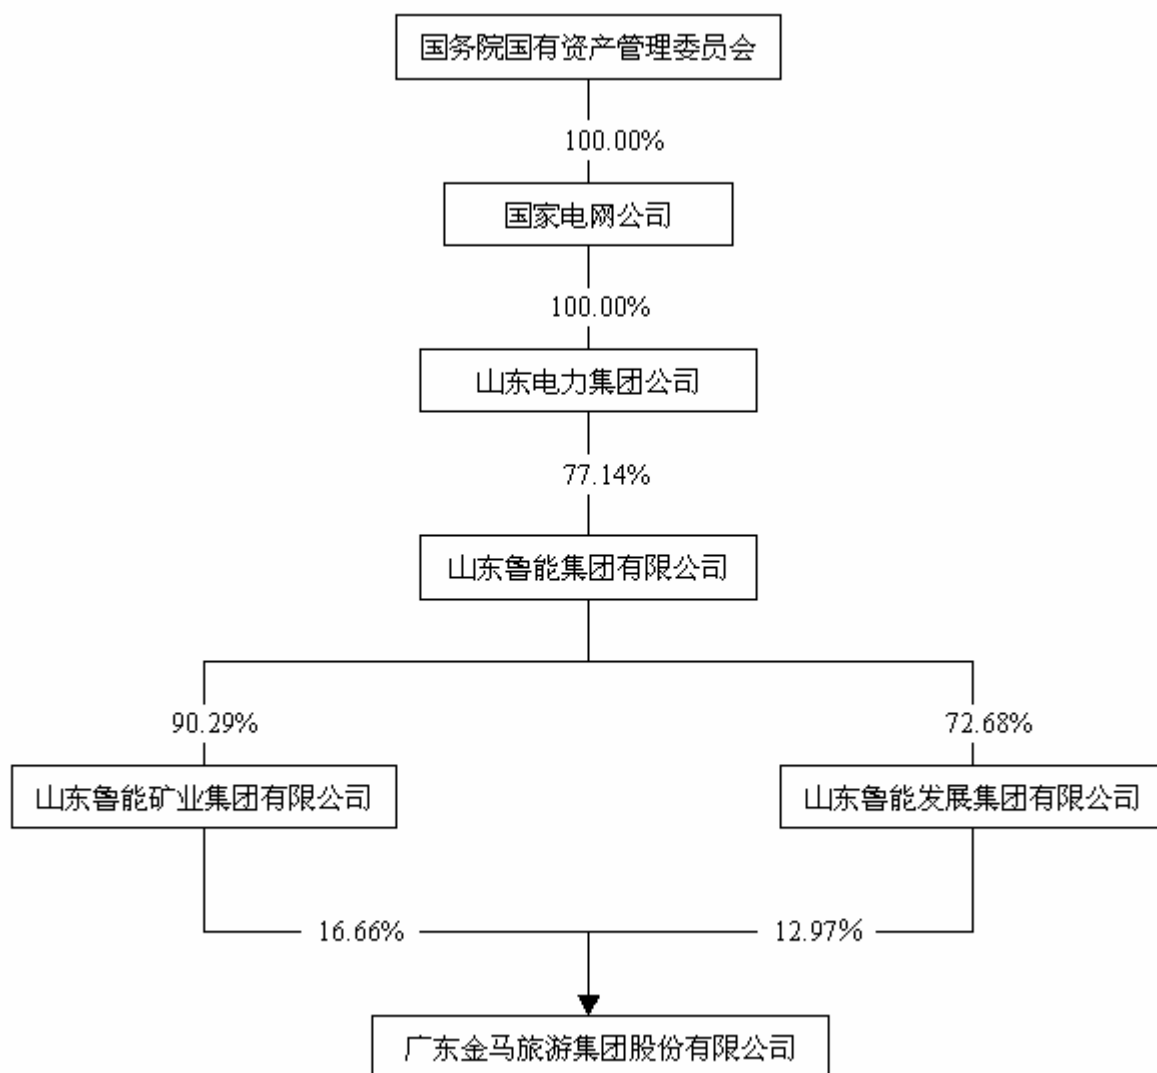 国务院国有资产管理委员会
100.00%
国家电网公司
100.00%
山东电力集团公司
77.14%
山东鲁能集团有限公司
90.29%
72.68%
山东鲁能矿业集团有限公司
山东鲁能发展集团有限公司
16.66%
12.97%
广东金马旅游集团股份有限公司